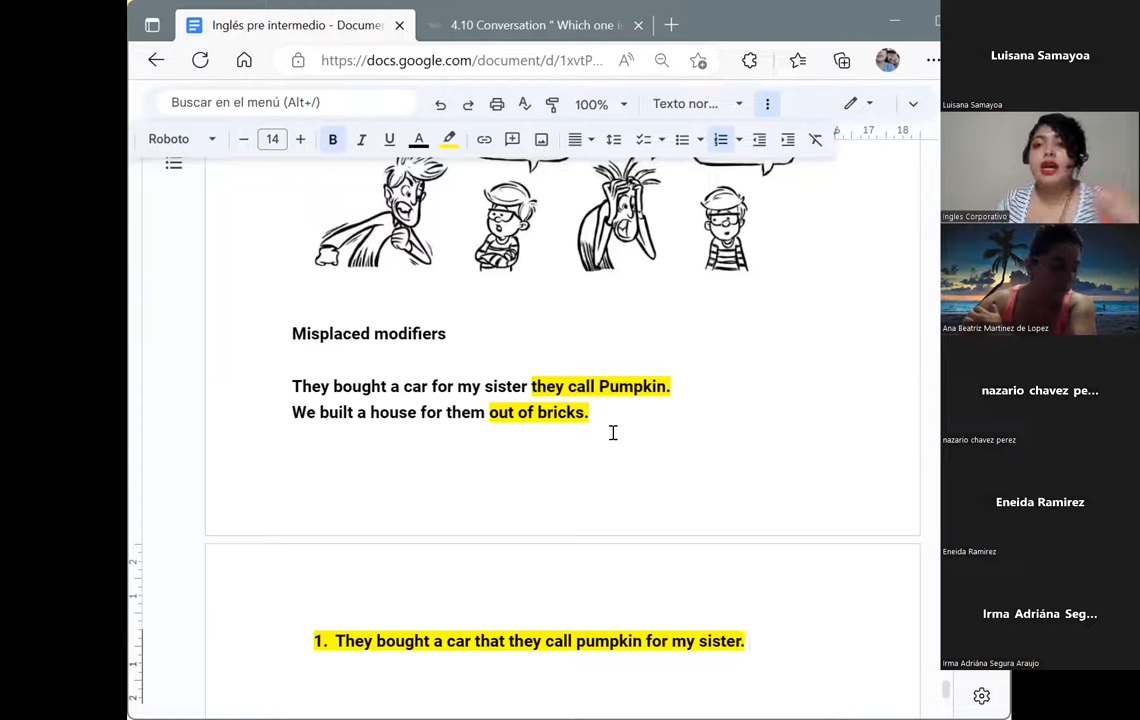 Inglés pre intermedio - Documen
4.10 Conversation " Which one i
https://docs.google.com/document/d/1xvtP...
Buscar en el menú (Alt+/)
100%
Texto nor...
Roboto
14
B I U A
17 18
Misplaced modifiers
They bought a car for my sister they call Pumpkin.
We built a house for them out of bricks.
1. They bought a car that they call pumpkin for my sister.
Luisana Samayoa
Luisana Samayoa
Ingles Corporativo
Ana Beatriz Martinez de Lopez
nazario chavez pe...
nazario chavez perez
Eneida Ramirez
Eneida Ramirez
Irma Adriána Seg...
Irma Adriána Segura Araujo